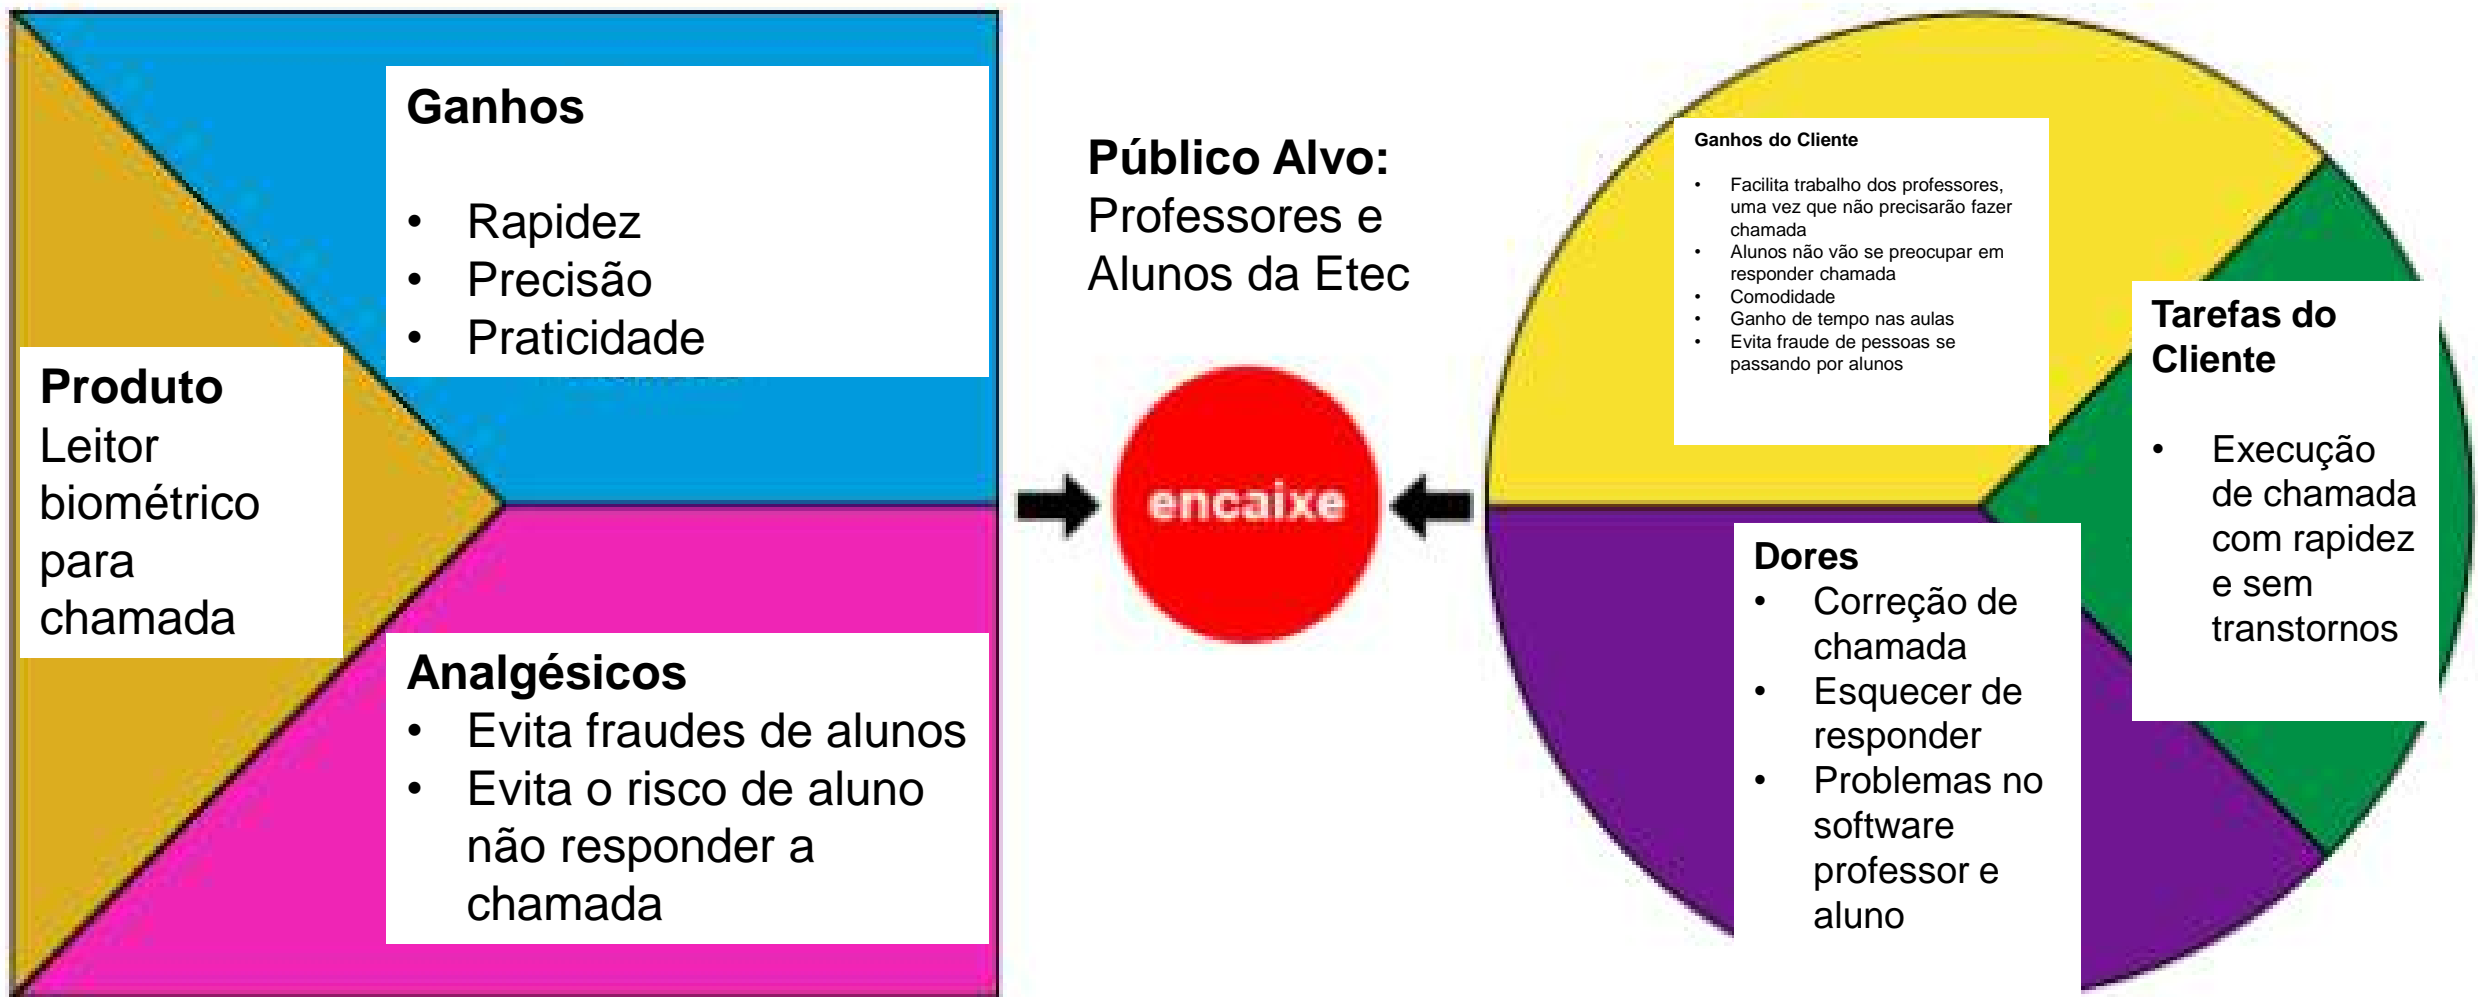 Ganhos
• Rapidez
• Precisão
• Praticidade
Produto
Leitor
biométrico
para
chamada
Analgésicos
• Evita fraudes de alunos
• Evita o risco de aluno
não responder a
chamada
Público Alvo:
Professores e
Alunos da Etec
encaixe
Ganhos do Cliente
• Facilita trabalho dos professores,
uma vez que não precisarão fazer
chamada
• Alunos não vão se preocupar em
responder chamada
• Comodidade
• Ganho de tempo nas aulas
• Evita fraude de pessoas se
passando por alunos
Tarefas do
Cliente
• Execução
de chamada
com rapidez
e sem
transtornos
Dores
• Correção de
chamada
• Esquecer de
responder
• Problemas no
software
professor e
aluno